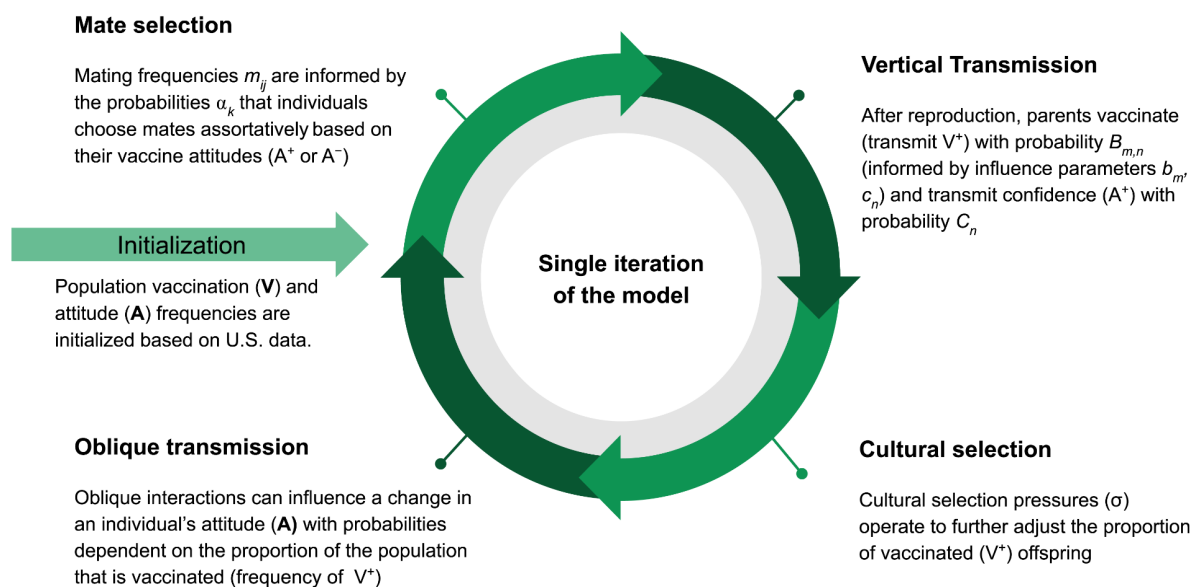 Mate selection
Mating frequencies m_ij are informed by
the probabilities α_k that individuals
choose mates assortatively based on
their vaccine attitudes (A⁺ or A⁻)
Vertical Transmission
After reproduction, parents vaccinate
(transmit V⁺) with probability B_m,n
(informed by influence parameters b_m,
c_n) and transmit confidence (A⁺) with
probability C_n
Initialization
Population vaccination (V) and
attitude (A) frequencies are
initialized based on U.S. data.
Single iteration
of the model
Oblique transmission
Oblique interactions can influence a change in
an individual's attitude (A) with probabilities
dependent on the proportion of the population
that is vaccinated (frequency of V⁺)
Cultural selection
Cultural selection pressures (σ)
operate to further adjust the proportion
of vaccinated (V⁺) offspring